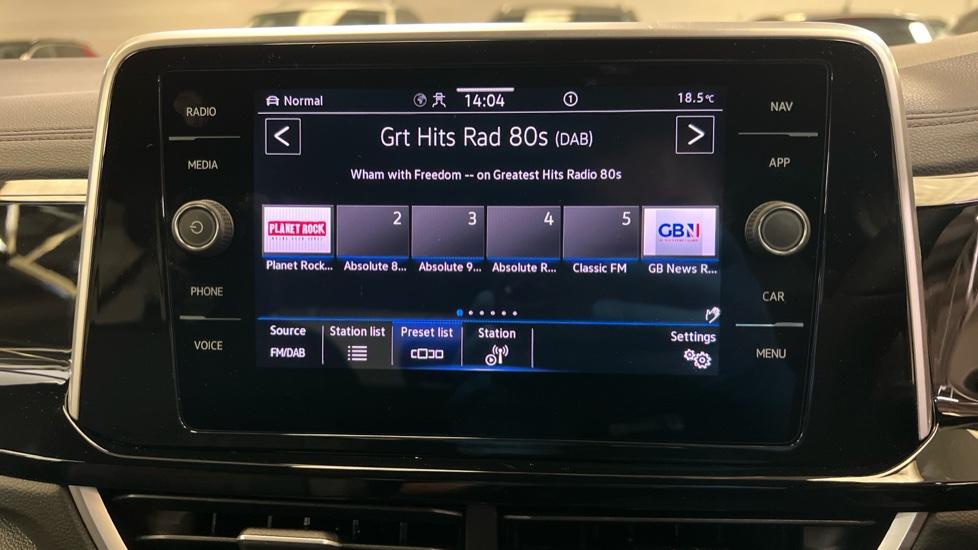 RADIO
MEDIA
PHONE
VOICE
Normal
14:04
1
18.5°C
< Grt Hits Rad 80s (DAB) >
Wham with Freedom -- on Greatest Hits Radio 80s
PLANET ROCK
2
3
4
5
GBN
Planet Rock...
Absolute 8...
Absolute 9...
Absolute R...
Classic FM
GB News R...
Source
FM/DAB
Station list
Preset list
Station
Settings
NAV
APP
CAR
MENU